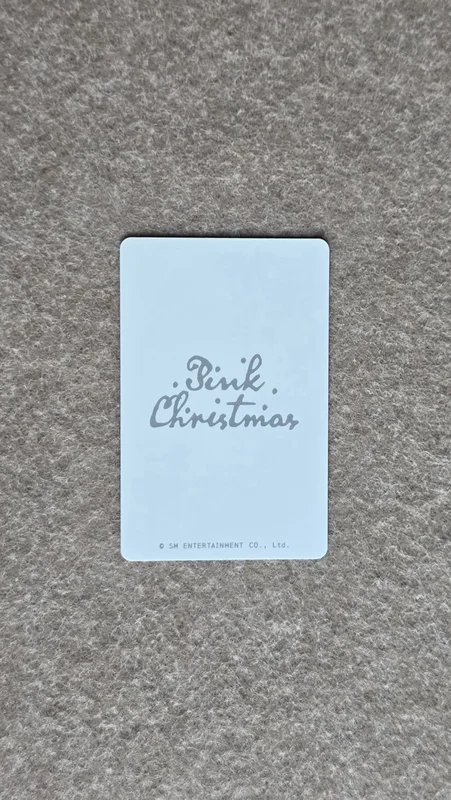 Pink
Christmas
© SM ENTERTAINMENT CO., Ltd.